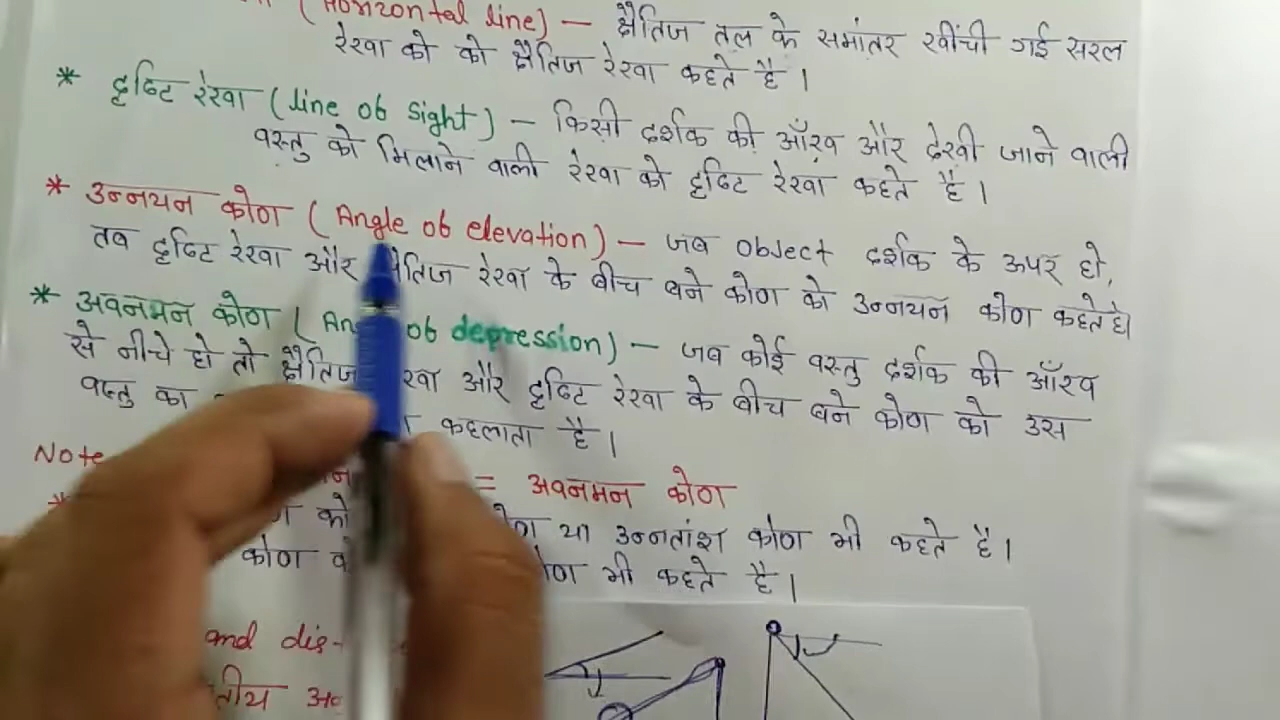 (Horizontal line) — क्षैतिज तल के समांतर खींची गई सरल
रेखा को को क्षैतिज रेखा कहते है।
* दृष्टि रेखा (line of sight) – किसी दर्शक की आँख और देखी जाने वाली
वस्तु को मिलाने वाली रेखा को दृष्टि रेखा कहते है।
* उन्नयन कोण (Angle of elevation) – जब object दर्शक के ऊपर हो,
तब दृष्टि रेखा और क्षैतिज रेखा के बीच बने कोण को उन्नयन कोण कहते है।
* अवनमन कोण (An of depression) – जब कोई वस्तु दर्शक की आँख
से नीचे हो तो क्षैतिज रेखा और दृष्टि रेखा के बीच बने कोण को उस
वस्तु का कहलाता है।
Note = अवनमन कोण
* को कोण या उन्नतांश कोण भी कहते है।
कोण कोण भी कहते है।
and dis-